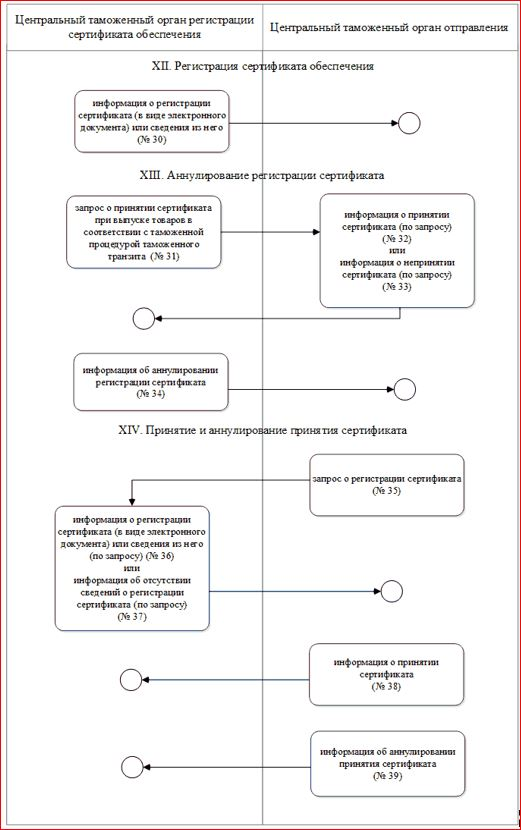 Центральный таможенный орган регистрации
сертификата обеспечения
Центральный таможенный орган отправления
XII. Регистрация сертификата обеспечения
информация о регистрации
сертификата (в виде электронного
документа) или сведения из него
(№ 30)
XIII. Аннулирование регистрации сертификата
запрос о принятии сертификата
при выпуске товаров в
соответствии с таможенной
процедурой таможенного
транзита (№ 31)
информация о принятии
сертификата (по запросу)
(№ 32)
или
информация о непринятии
сертификата (по запросу)
(№ 33)
информация об аннулировании
регистрации сертификата
(№ 34)
XIV. Принятие и аннулирование принятия сертификата
запрос о регистрации сертификата
(№ 35)
информация о регистрации
сертификата (в виде электронного
документа) или сведения из него
(по запросу) (№ 36)
или
информация об отсутствии
сведений о регистрации
сертификата (по запросу)
(№ 37)
информация о принятии
сертификата
(№ 38)
информация об аннулировании
принятия сертификата
(№ 39)